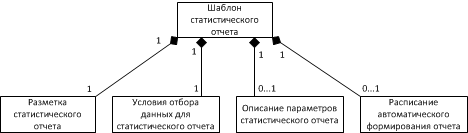 Шаблон
статистического
отчета
1
1
1
1
1
1
0...1
0...1
Разметка
статистического
отчета
Условия отбора
данных для
статистического отчета
Описание параметров
статистического отчета
Расписание
автоматического
формирования отчета